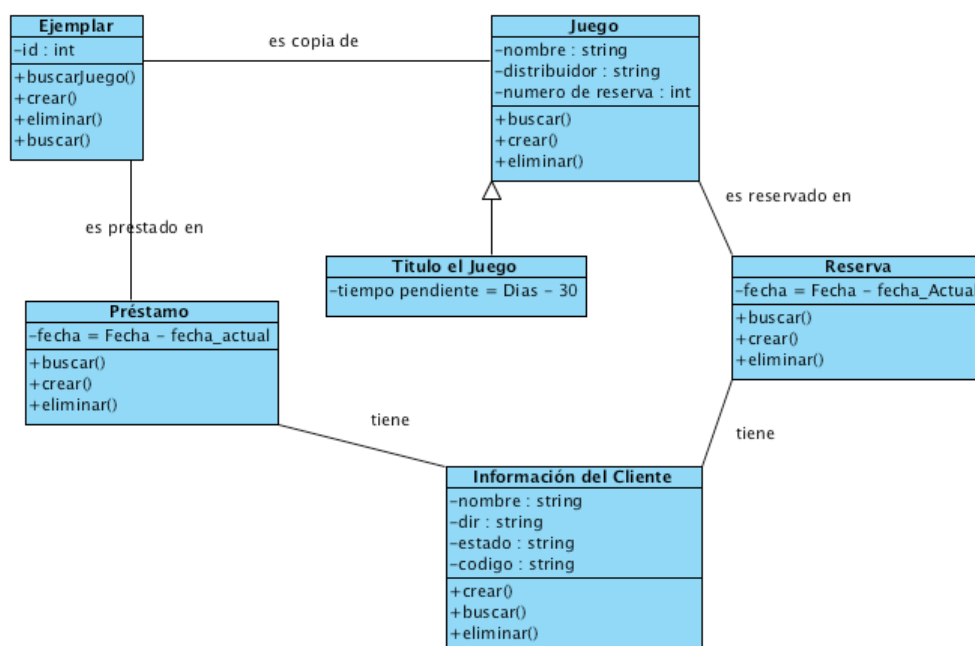 Ejemplar
-id : int
+buscarJuego()
+crear()
+eliminar()
+buscar()
es copia de
Juego
-nombre : string
-distribuidor : string
-numero de reserva : int
+buscar()
+crear()
+eliminar()
es prestado en
es reservado en
Titulo el Juego
-tiempo pendiente = Dias - 30
Reserva
-fecha = Fecha - fecha_Actual
+buscar()
+crear()
+eliminar()
Préstamo
-fecha = Fecha - fecha_actual
+buscar()
+crear()
+eliminar()
tiene
tiene
Información del Cliente
-nombre : string
-dir : string
-estado : string
-codigo : string
+crear()
+buscar()
+eliminar()